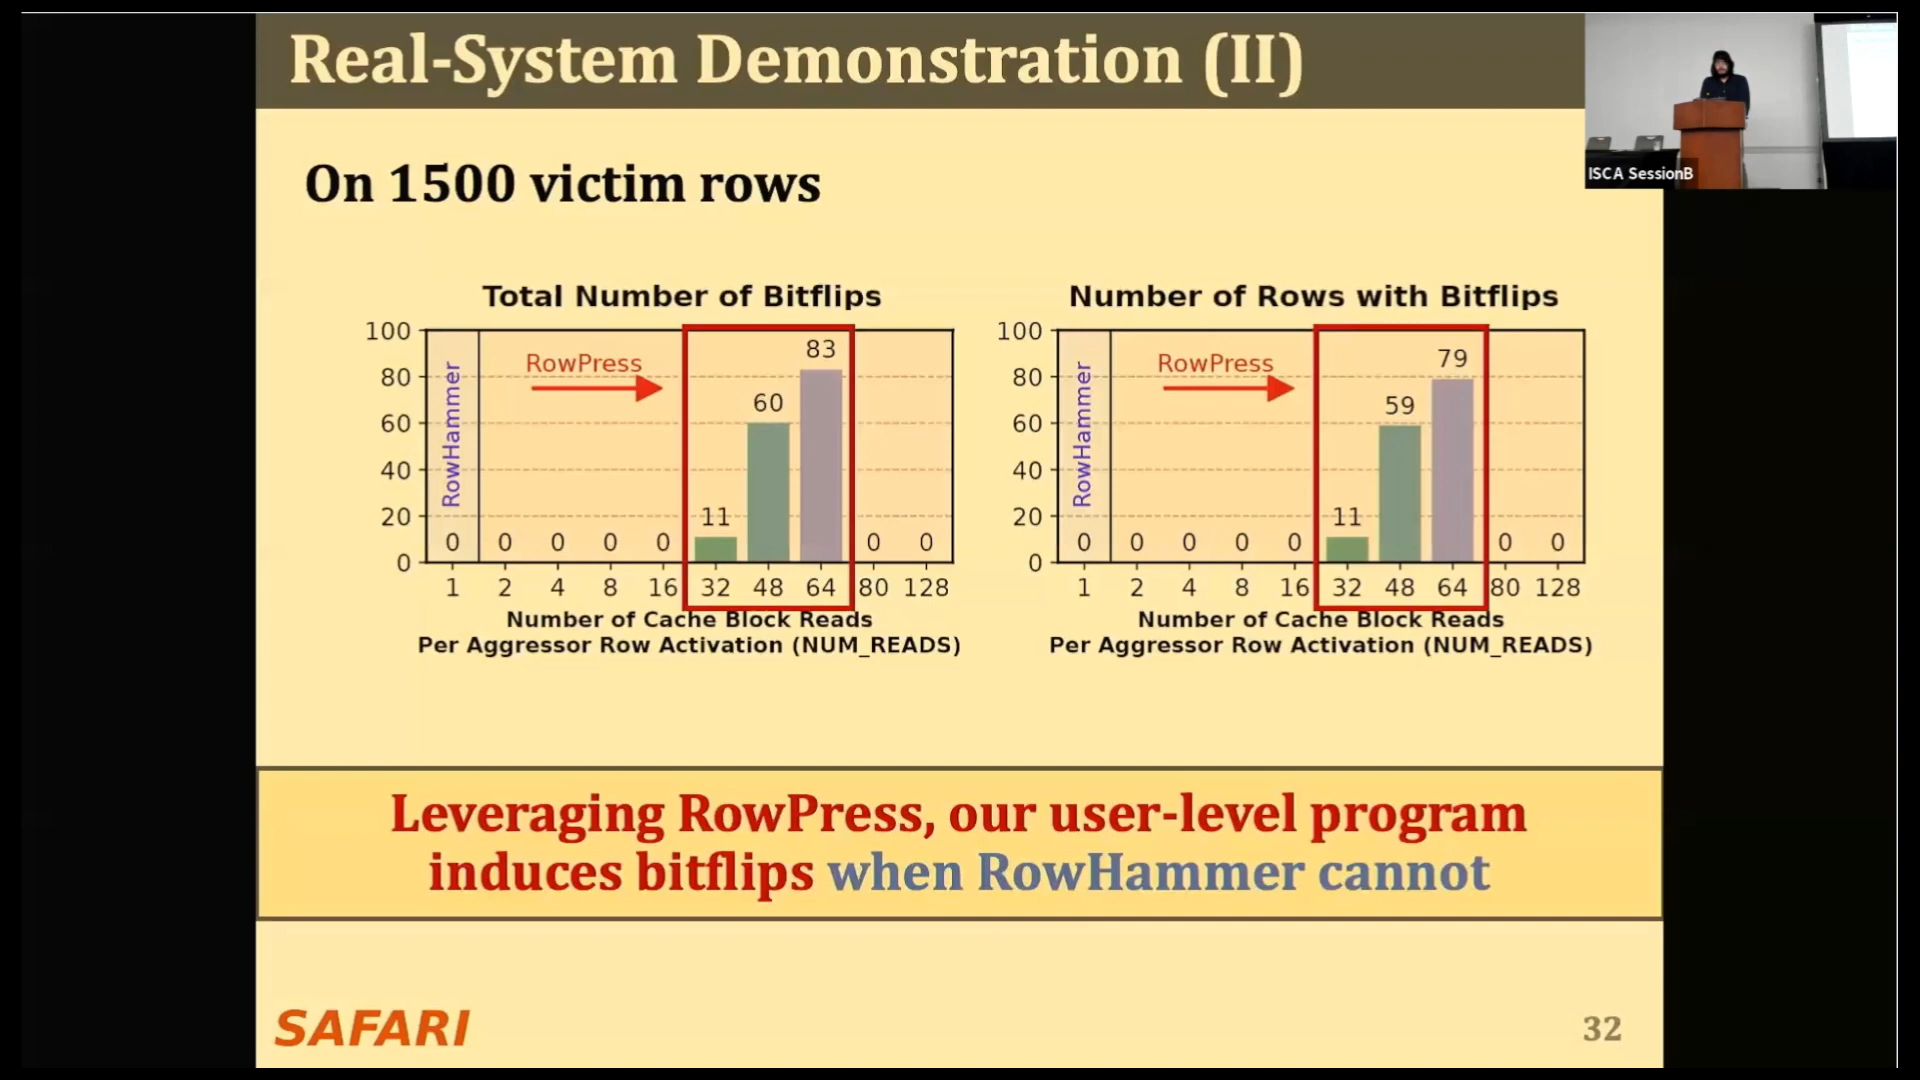 Real-System Demonstration (II)
ISCA SessionB
On 1500 victim rows
Total Number of Bitflips
100
80
60
40
20
0
RowHammer
RowPress
0 0 0 0 0 11 60 83 0 0
1 2 4 8 16 32 48 64 80 128
Number of Cache Block Reads
Per Aggressor Row Activation (NUM_READS)
Number of Rows with Bitflips
100
80
60
40
20
0
RowHammer
RowPress
0 0 0 0 0 11 59 79 0 0
1 2 4 8 16 32 48 64 80 128
Number of Cache Block Reads
Per Aggressor Row Activation (NUM_READS)
Leveraging RowPress, our user-level program
induces bitflips when RowHammer cannot
SAFARI
32